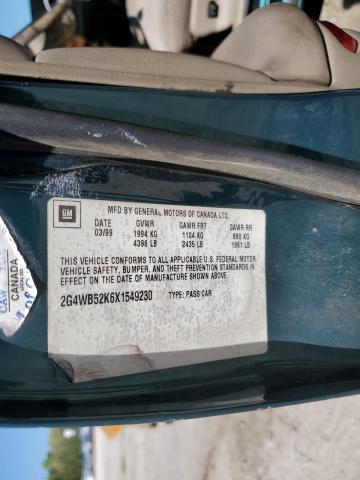 GM
MFD BY GENERAL MOTORS OF CANADA LTD.
DATE GVWR GAWR FRT GAWR RR
03/99 1994 KG 1104 KG 890 KG
4396 LB 2435 LB 1961 LB
THIS VEHICLE CONFORMS TO ALL APPLICABLE U.S. FEDERAL MOTOR
VEHICLE SAFETY, BUMPER, AND THEFT PREVENTION STANDARDS IN
EFFECT ON THE DATE OF MANUFACTURE SHOWN ABOVE.
2G4WB52K6X1549230 TYPE: PASS CAR
CAW
CANADA